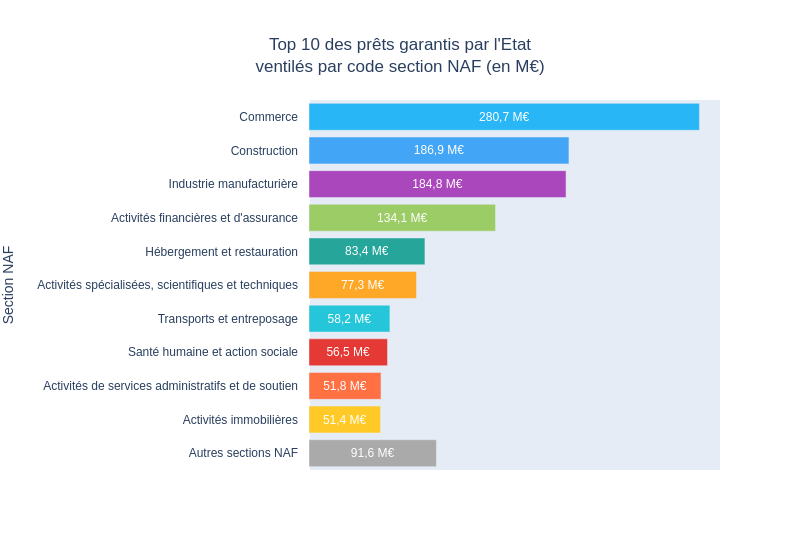 Top 10 des prêts garantis par l'Etat
ventilés par code section NAF (en M€)
Section NAF
Commerce 280,7 M€
Construction 186,9 M€
Industrie manufacturière 184,8 M€
Activités financières et d'assurance 134,1 M€
Hébergement et restauration 83,4 M€
Activités spécialisées, scientifiques et techniques 77,3 M€
Transports et entreposage 58,2 M€
Santé humaine et action sociale 56,5 M€
Activités de services administratifs et de soutien 51,8 M€
Activités immobilières 51,4 M€
Autres sections NAF 91,6 M€